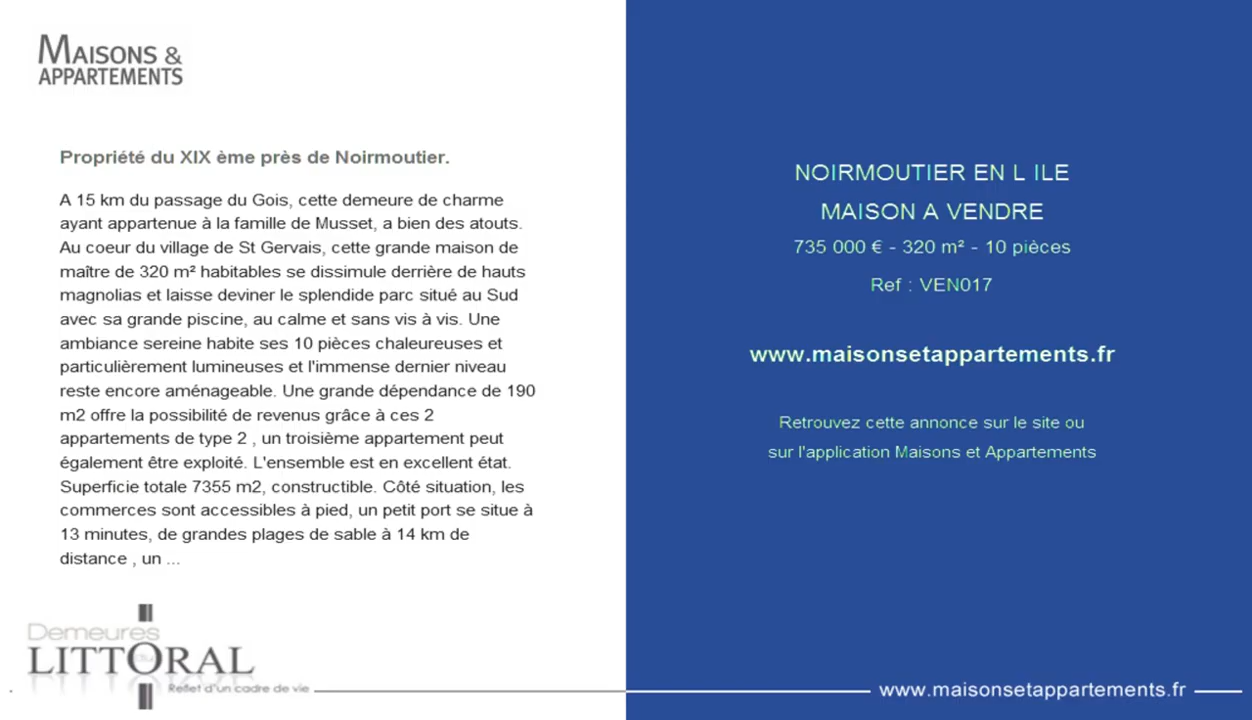 MAISONS &
APPARTEMENTS
Propriété du XIX ème près de Noirmoutier.
A 15 km du passage du Gois, cette demeure de charme
ayant appartenue à la famille de Musset, a bien des atouts.
Au coeur du village de St Gervais, cette grande maison de
maître de 320 m² habitables se dissimule derrière de hauts
magnolias et laisse deviner le splendide parc situé au Sud
avec sa grande piscine, au calme et sans vis à vis. Une
ambiance sereine habite ses 10 pièces chaleureuses et
particulièrement lumineuses et l'immense dernier niveau
reste encore aménageable. Une grande dépendance de 190
m2 offre la possibilité de revenus grâce à ces 2
appartements de type 2 , un troisième appartement peut
également être exploité. L'ensemble est en excellent état.
Superficie totale 7355 m2, constructible. Côté situation, les
commerces sont accessibles à pied, un petit port se situe à
13 minutes, de grandes plages de sable à 14 km de
distance , un ...
Demeures
du
LITTORAL
Reflet d'un cadre de vie
NOIRMOUTIER EN L ILE
MAISON A VENDRE
735 000 € - 320 m² - 10 pièces
Ref : VEN017
www.maisonsetappartements.fr
Retrouvez cette annonce sur le site ou
sur l'application Maisons et Appartements
www.maisonsetappartements.fr